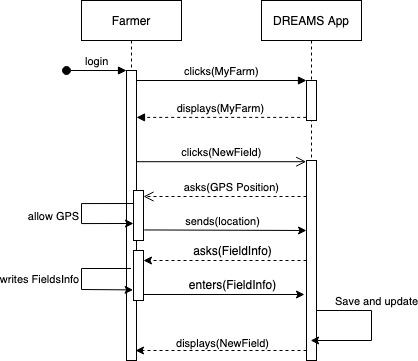 Farmer
DREAMS App
login
clicks(MyFarm)
displays(MyFarm)
clicks(NewField)
asks(GPS Position)
allow GPS
sends(location)
asks(FieldInfo)
writes FieldsInfo
enters(FieldInfo)
Save and update
displays(NewField)